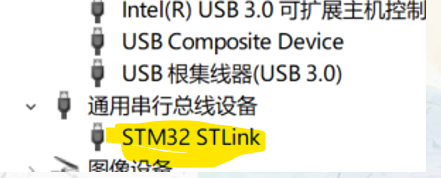 Intel(R) USB 3.0 可扩展主机控制
USB Composite Device
USB 根集线器(USB 3.0)
通用串行总线设备
STM32 STLink
图像设备